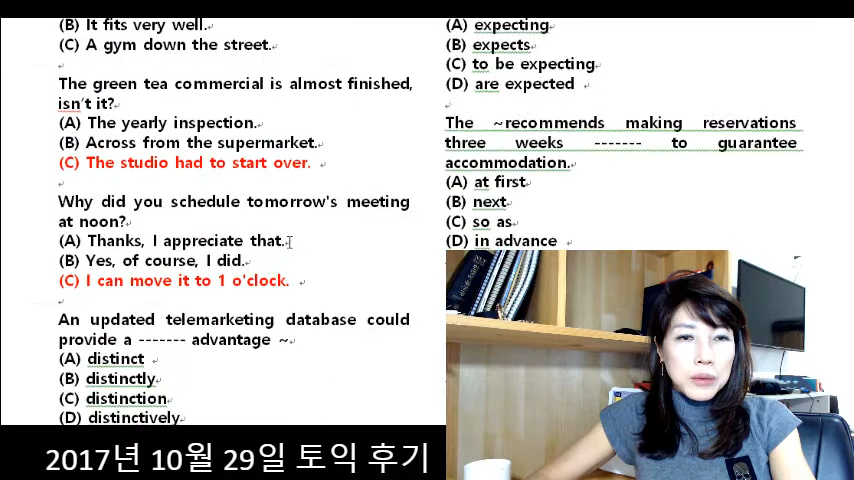 (B) It fits very well.
(C) A gym down the street.
The green tea commercial is almost finished,
isn't it?
(A) The yearly inspection.
(B) Across from the supermarket.
(C) The studio had to start over.
Why did you schedule tomorrow's meeting
at noon?
(A) Thanks, I appreciate that.
(B) Yes, of course, I did.
(C) I can move it to 1 o'clock.
An updated telemarketing database could
provide a ------- advantage ~
(A) distinct
(B) distinctly
(C) distinction
(D) distinctively
(A) expecting
(B) expects
(C) to be expecting
(D) are expected
The ~recommends making reservations
three weeks ------- to guarantee
accommodation.
(A) at first
(B) next
(C) so as
(D) in advance
2017년 10월 29일 토익 후기